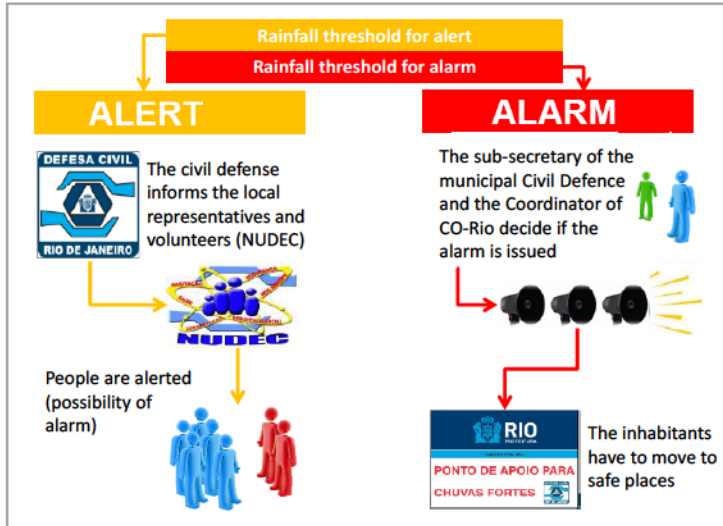 Rainfall threshold for alert
Rainfall threshold for alarm
ALERT
DEFESA CIVIL
RIO DE JANEIRO
The civil defense
informs the local
representatives and
volunteers (NUDEC)
NUDEC
People are alerted
(possibility of
alarm)
ALARM
The sub-secretary of the
municipal Civil Defence
and the Coordinator of
CO-Rio decide if the
alarm is issued
RIO
PREFEITURA
PONTO DE APOIO PARA
CHUVAS FORTES
The inhabitants
have to move to
safe places